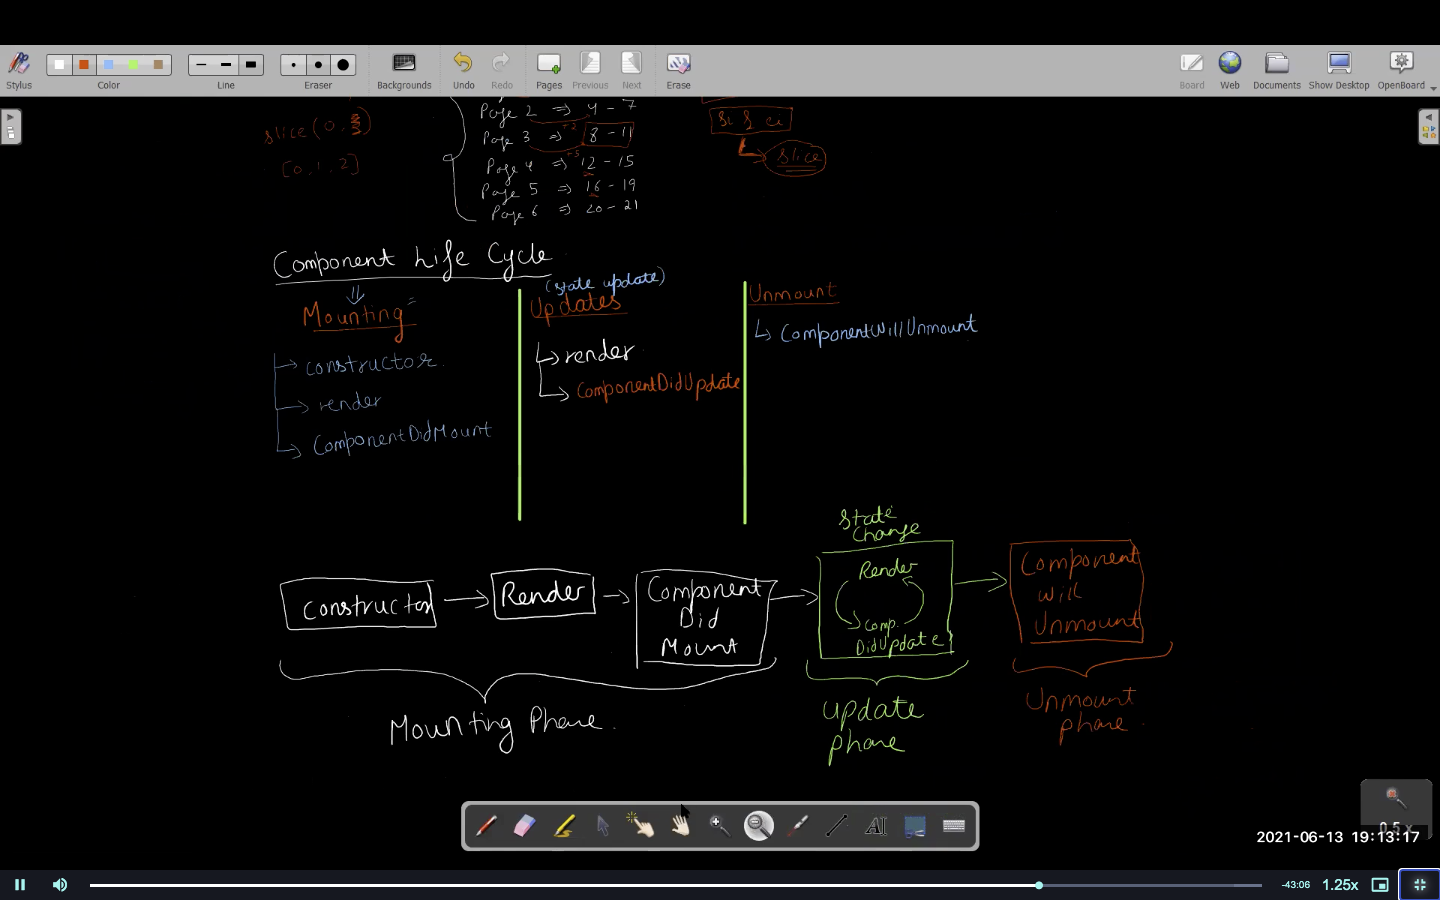 Stylus
Color
Line
Eraser
Backgrounds
Undo
Redo
Pages
Previous
Next
Erase
Board
Web
Documents
Show Desktop
OpenBoard
Page 2 => 4 - 7
Page 3 => 8 - 11
Page 4 => 12 - 15
Page 5 => 16 - 19
Page 6 => 20 - 21
slice(0, 3)
[0, 1, 2]
slice
Component Life Cycle
Mounting
constructor
render
ComponentDidMount
(state update)
Updates
render
ComponentDidUpdate
Unmount
ComponentWillUnmount
constructor
Render
Component
Did
Mount
Mounting Phase.
State
Change
Render
Comp.
DidUpdate
Update
phase
Component
will
Unmount
Unmount
phase
0.5 x
2021-06-13 19:13:17
-43:06
1.25x